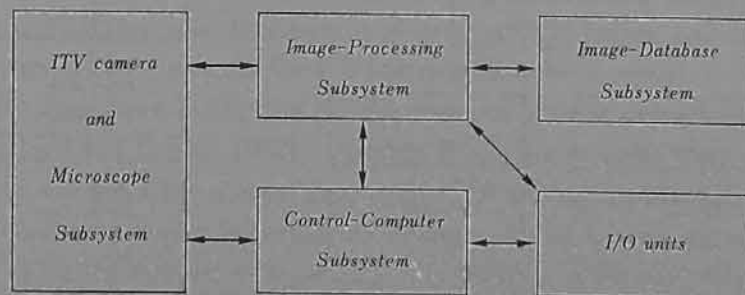 ITV camera
and
Microscope
Subsystem
Image-Processing
Subsystem
Image-Database
Subsystem
Control-Computer
Subsystem
I/O units